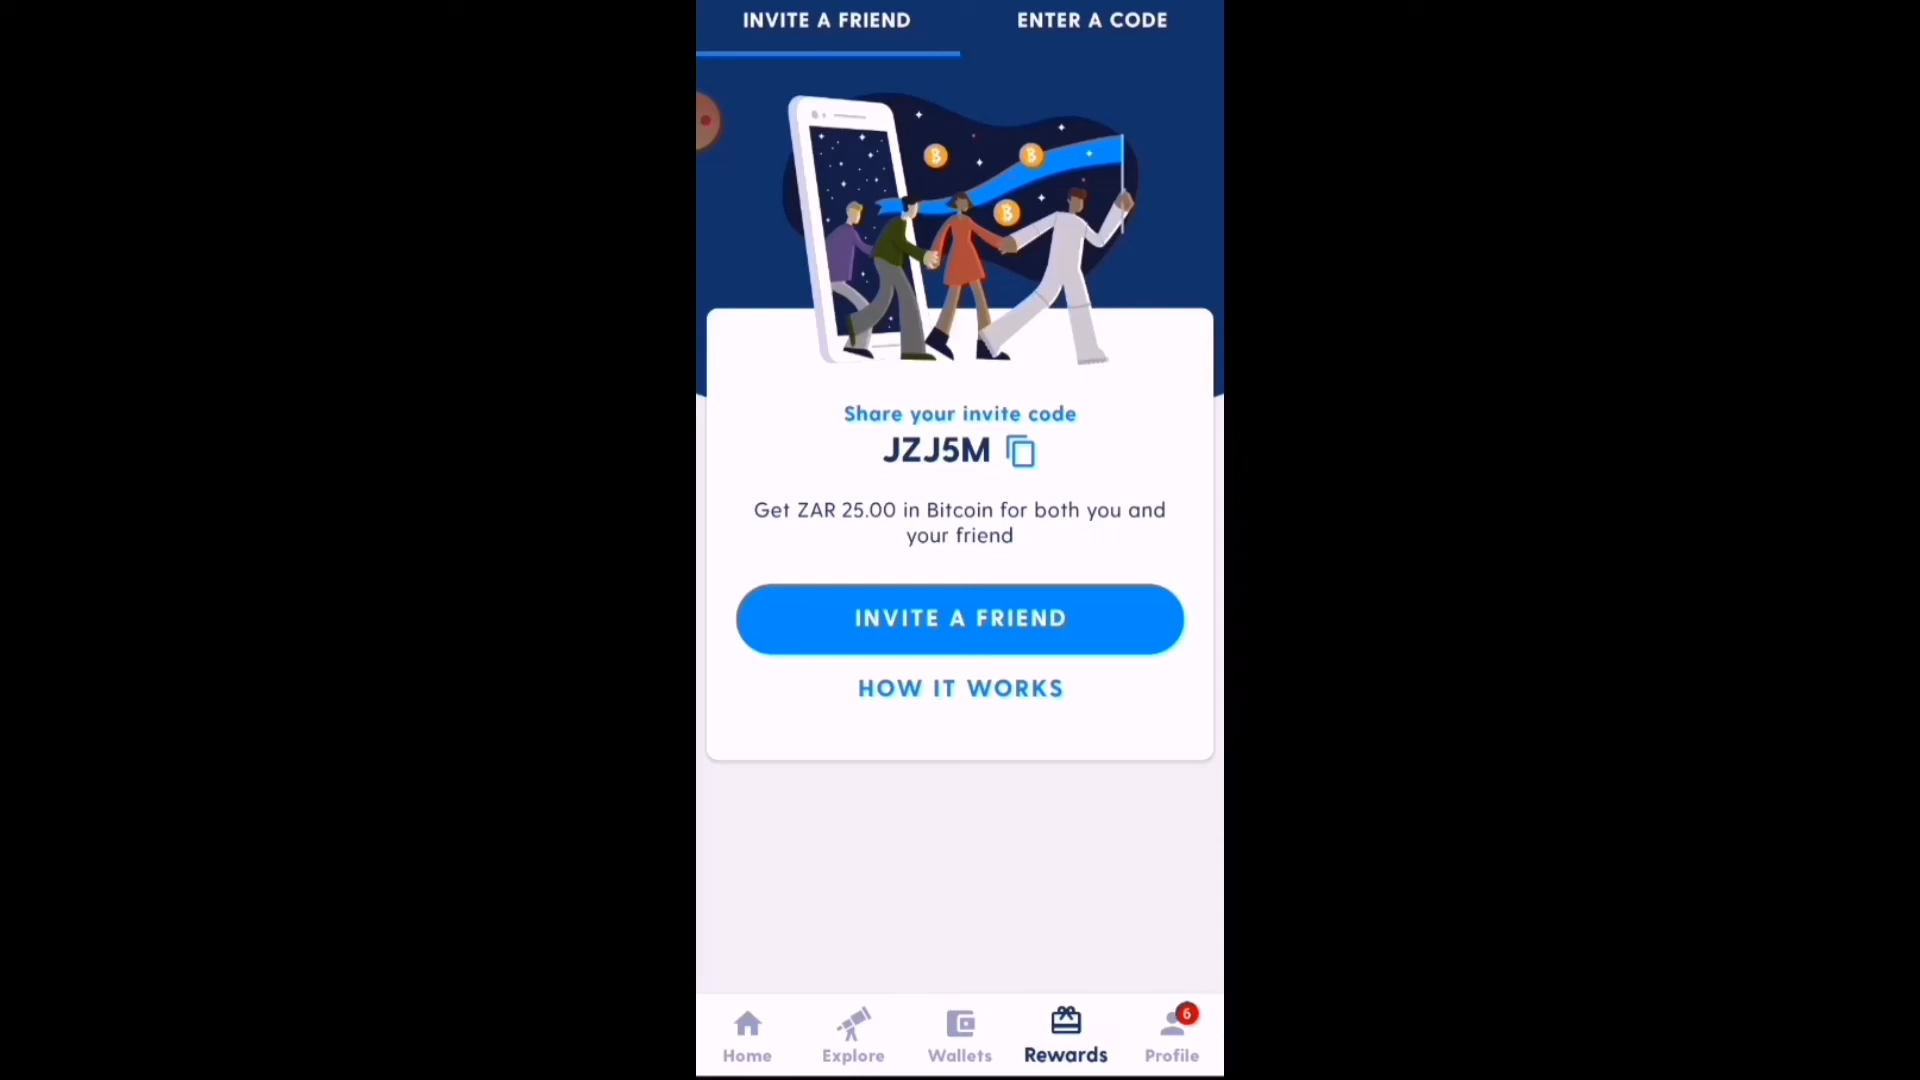 INVITE A FRIEND
ENTER A CODE
Share your invite code
JZJ5M
Get ZAR 25.00 in Bitcoin for both you and
your friend
INVITE A FRIEND
HOW IT WORKS
6
Home
Explore
Wallets
Rewards
Profile